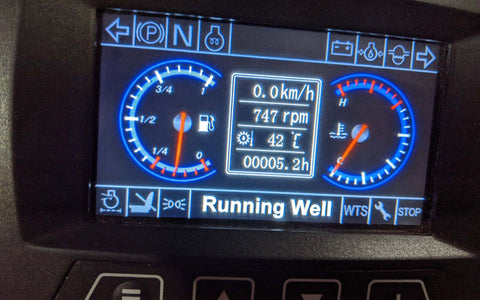 P N
3/4 1
1/2
1/4 0
0.0km/h
747 rpm
42 ℃
00005.2h
H
C
Running Well
WTS
STOP